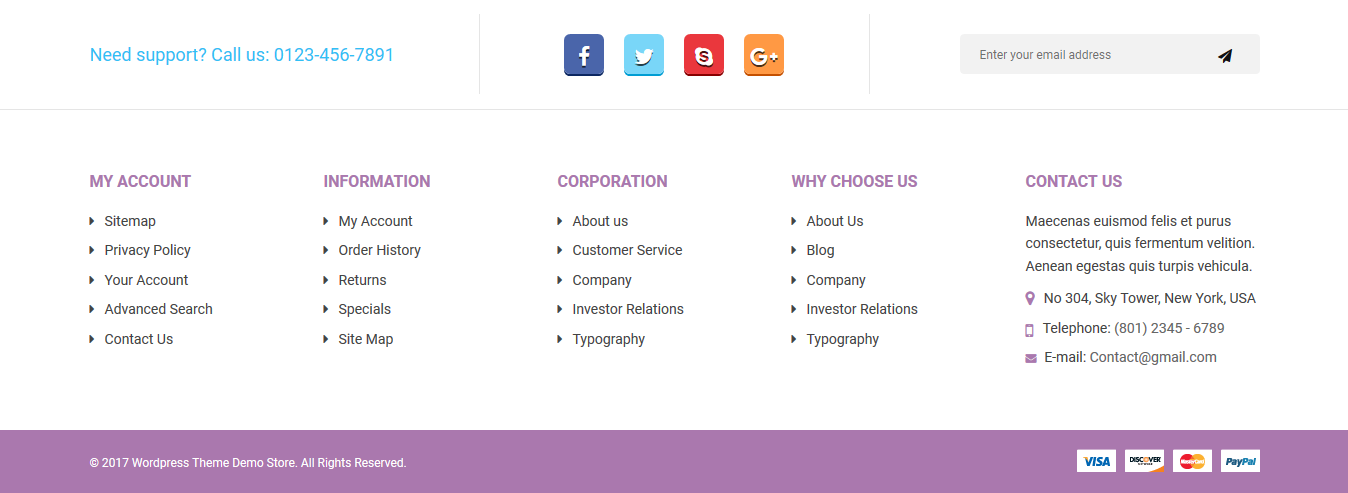 Need support? Call us: 0123-456-7891
f
G+
Enter your email address
MY ACCOUNT
Sitemap
Privacy Policy
Your Account
Advanced Search
Contact Us
INFORMATION
My Account
Order History
Returns
Specials
Site Map
CORPORATION
About us
Customer Service
Company
Investor Relations
Typography
WHY CHOOSE US
About Us
Blog
Company
Investor Relations
Typography
CONTACT US
Maecenas euismod felis et purus
consectetur, quis fermentum velition.
Aenean egestas quis turpis vehicula.
No 304, Sky Tower, New York, USA
Telephone: (801) 2345 - 6789
E-mail: Contact@gmail.com
© 2017 Wordpress Theme Demo Store. All Rights Reserved.
VISA
DISCOVER
MasterCard
PayPal